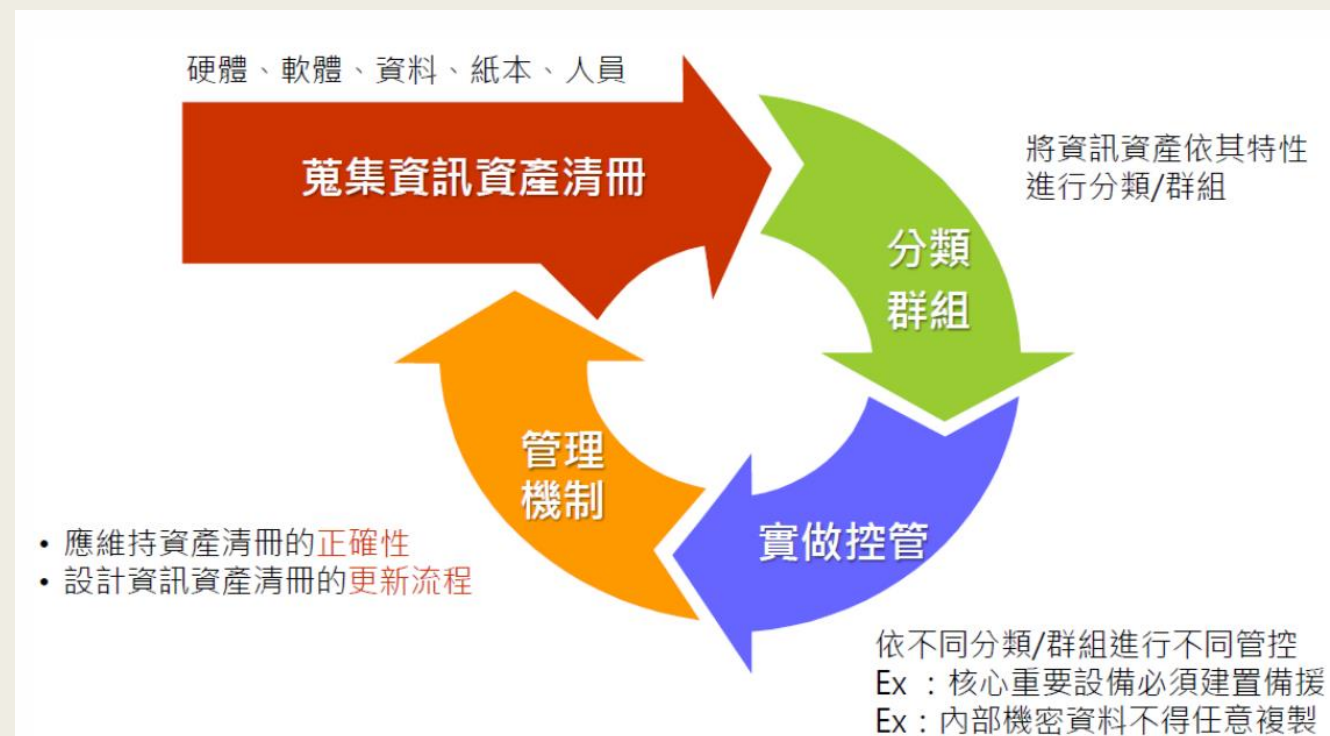 硬體、軟體、資料、紙本、人員
蒐集資訊資產清冊
將資訊資產依其特性
進行分類/群組
分類
群組
管理
機制
實做控管
• 應維持資產清冊的正確性
• 設計資訊資產清冊的更新流程
依不同分類/群組進行不同管控
Ex ：核心重要設備必須建置備援
Ex：內部機密資料不得任意複製